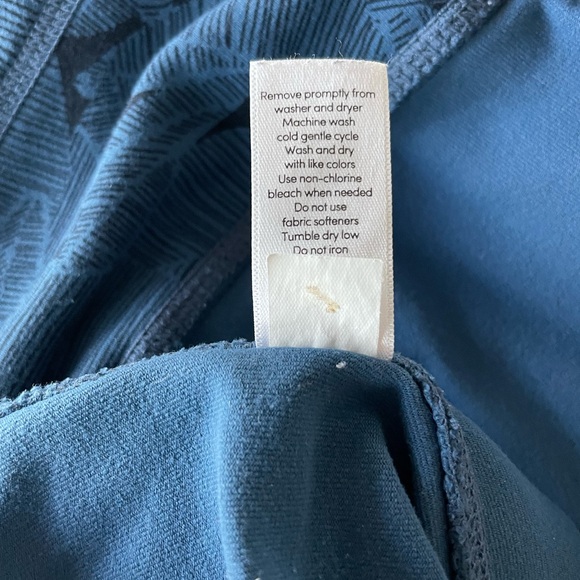 Remove promptly from
washer and dryer
Machine wash
cold gentle cycle
Wash and dry
with like colors
Use non-chlorine
bleach when needed
Do not use
fabric softeners
Tumble dry low
Do not iron